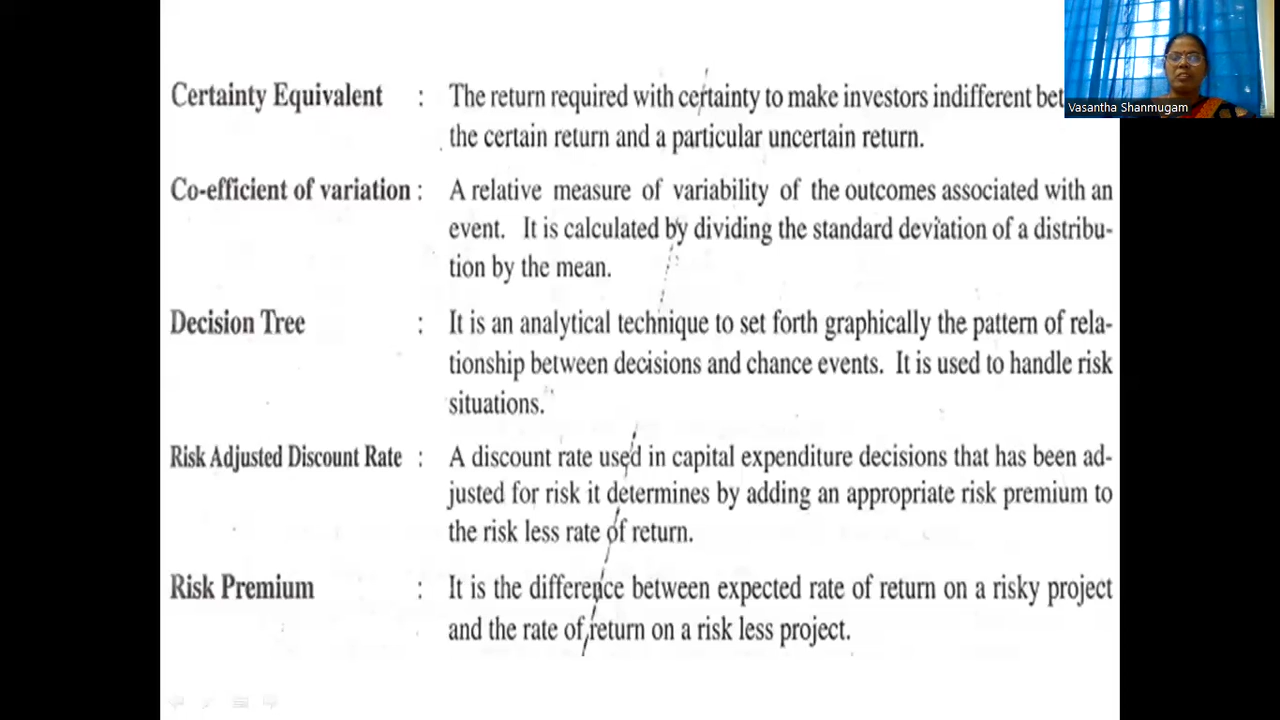 Certainty Equivalent : The return required with certainty to make investors indifferent bet
the certain return and a particular uncertain return.
Co-efficient of variation : A relative measure of variability of the outcomes associated with an
event. It is calculated by dividing the standard deviation of a distribu-
tion by the mean.
Decision Tree : It is an analytical technique to set forth graphically the pattern of rela-
tionship between decisions and chance events. It is used to handle risk
situations.
Risk Adjusted Discount Rate : A discount rate used in capital expenditure decisions that has been ad-
justed for risk it determines by adding an appropriate risk premium to
the risk less rate of return.
Risk Premium : It is the difference between expected rate of return on a risky project
and the rate of return on a risk less project.
Vasantha Shanmugam